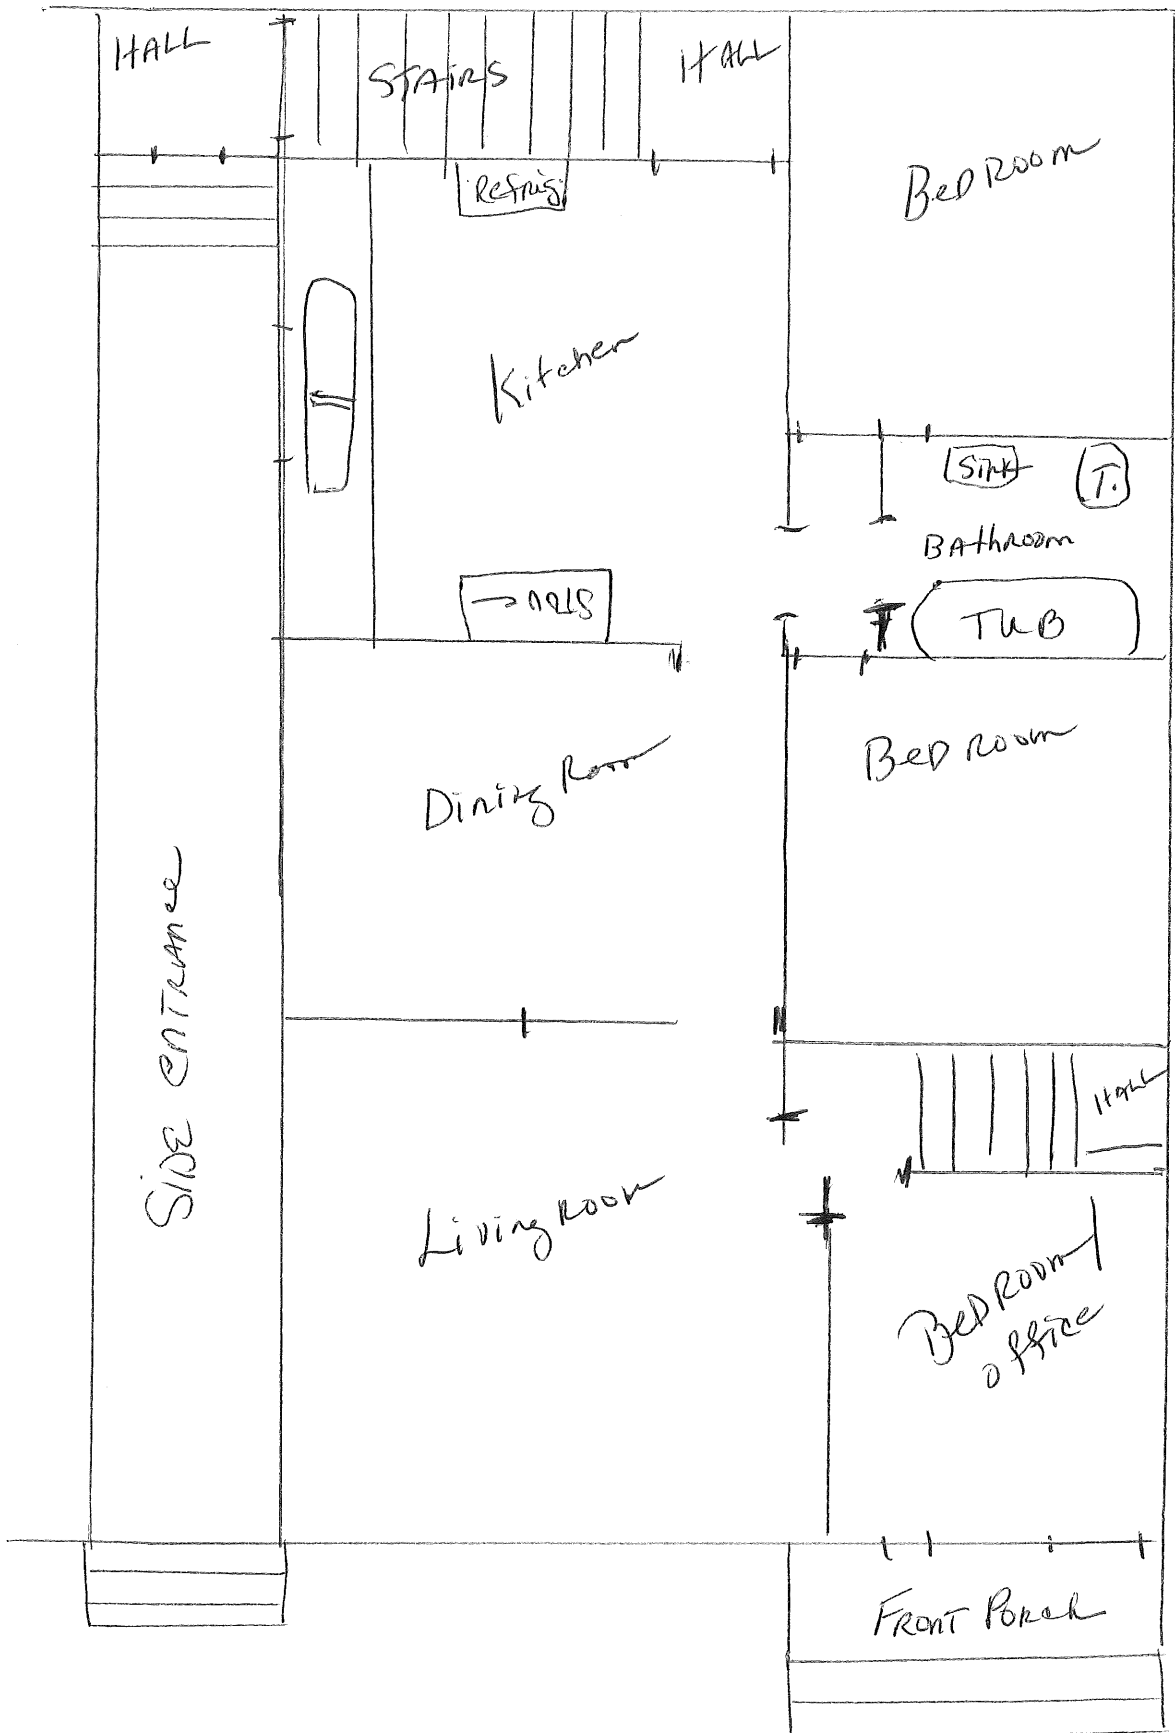 HALL
STAIRS
HALL
BedRoom
Refrig.
Kitchen
Sink
T.
BAthroom
STOVE
TUB
BeD Room
Dining Room
SIDE ENTRANCE
HALL
Living Room
BeDRoom/
office
FRONT PORCH